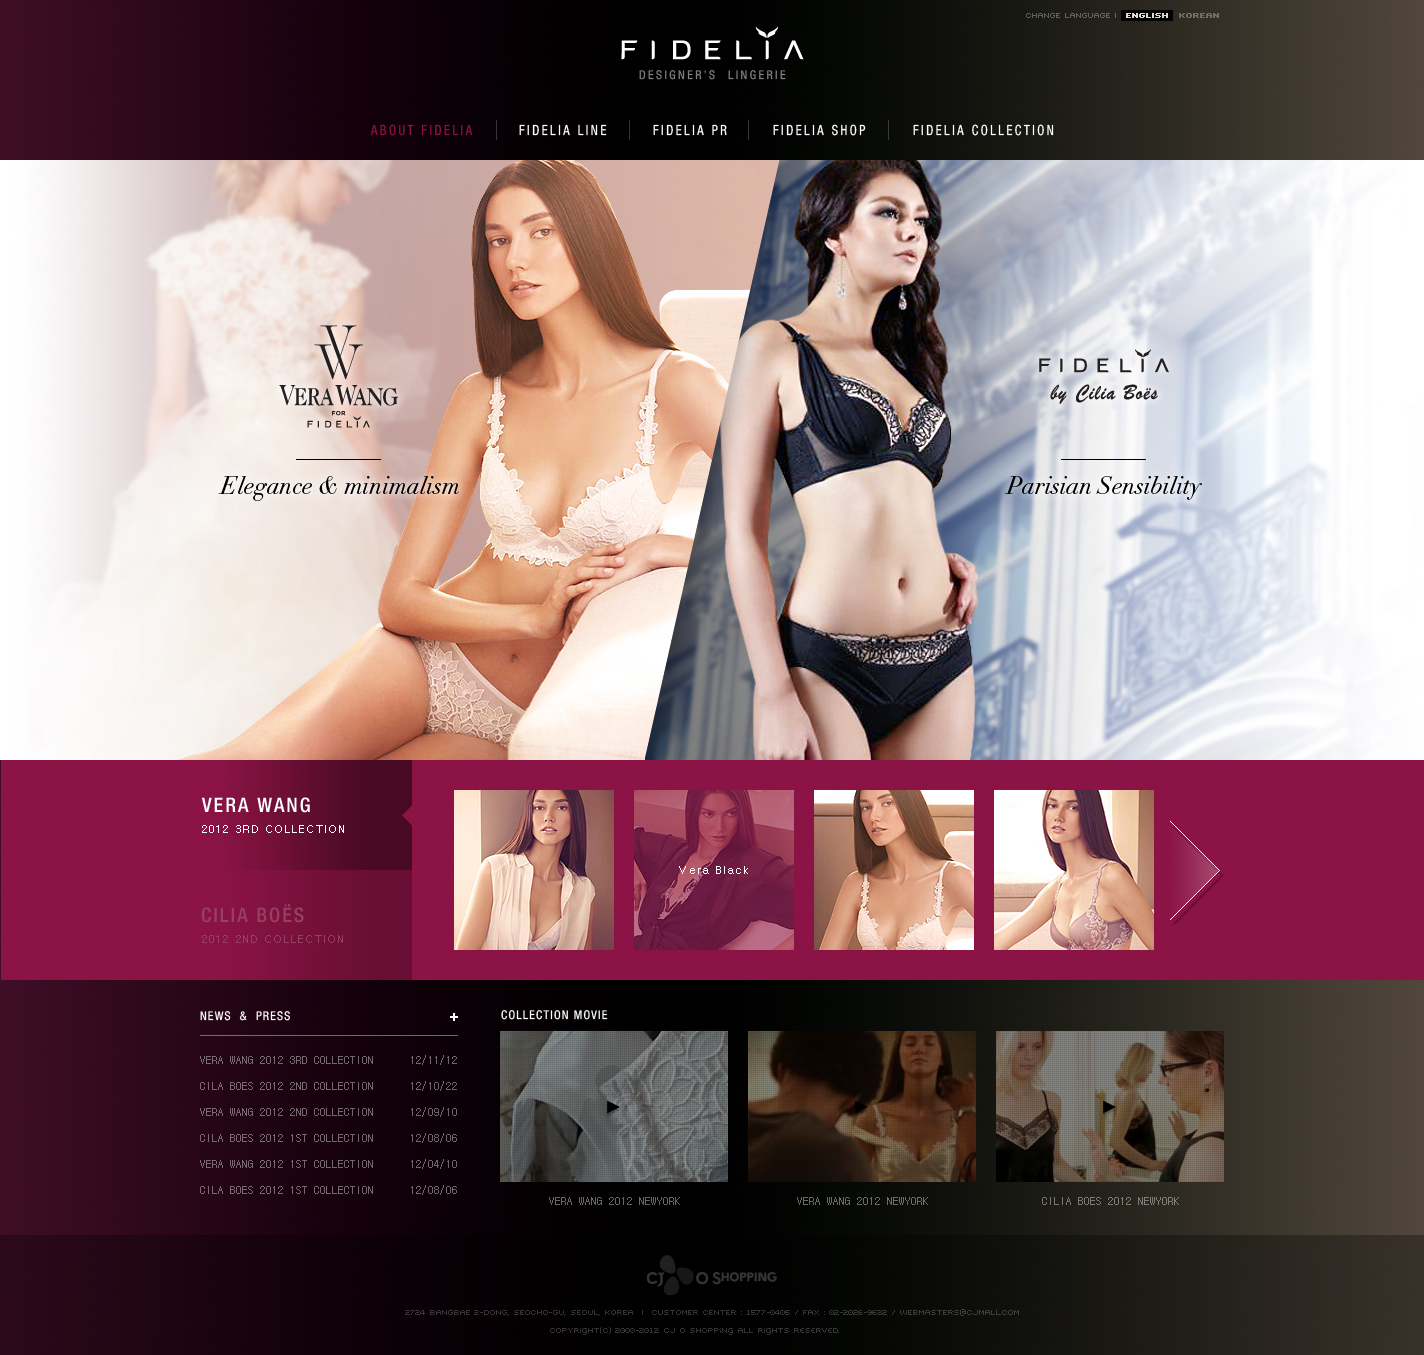 CHANGE LANGUAGE | ENGLISH KOREAN
FIDELIA
DESIGNER'S LINGERIE
ABOUT FIDELIA
FIDELIA LINE
FIDELIA PR
FIDELIA SHOP
FIDELIA COLLECTION
VERA WANG
FOR
FIDELIA
Elegance & minimalism
FIDELIA
by Cilia Boës
Parisian Sensibility
VERA WANG
2012 3RD COLLECTION
CILIA BOËS
2012 2ND COLLECTION
Vera Black
NEWS & PRESS +
VERA WANG 2012 3RD COLLECTION 12/11/12
CILA BOES 2012 2ND COLLECTION 12/10/22
VERA WANG 2012 2ND COLLECTION 12/09/10
CILA BOES 2012 1ST COLLECTION 12/08/06
VERA WANG 2012 1ST COLLECTION 12/04/10
CILA BOES 2012 1ST COLLECTION 12/08/06
COLLECTION MOVIE
VERA WANG 2012 NEWYORK
VERA WANG 2012 NEWYORK
CILIA BOES 2012 NEWYORK
CJ O SHOPPING
2724 BANGBAE 2-DONG, SEOCHO-GU, SEOUL, KOREA | CUSTOMER CENTER : 1577-0405 / FAX : 02-2026-9632 / WEBMASTERS@CJMALL.COM
COPYRIGHT(C) 2000-2012 CJ O SHOPPING ALL RIGHTS RESERVED.